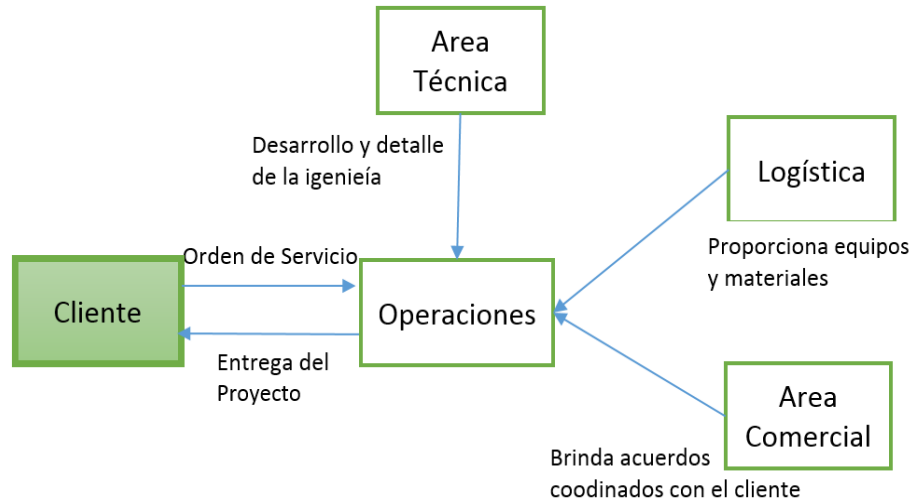 Area
Técnica
Desarrollo y detalle
de la igenieía
Logística
Proporciona equipos
y materiales
Orden de Servicio
Cliente
Operaciones
Entrega del
Proyecto
Area
Comercial
Brinda acuerdos
coodinados con el cliente